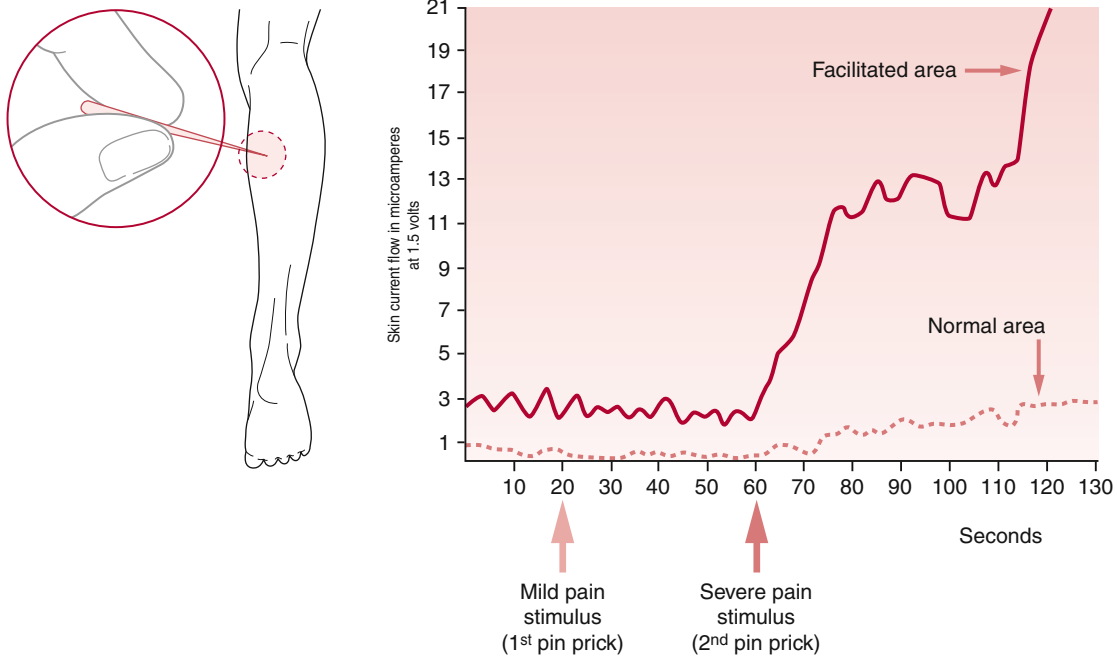 21
19
17
15
13
11
9
7
5
3
1
Skin current flow in microamperes
at 1.5 volts
Facilitated area
Normal area
10 20 30 40 50 60 70 80 90 100 110 120 130
Seconds
Mild pain
stimulus
(1st pin prick)
Severe pain
stimulus
(2nd pin prick)